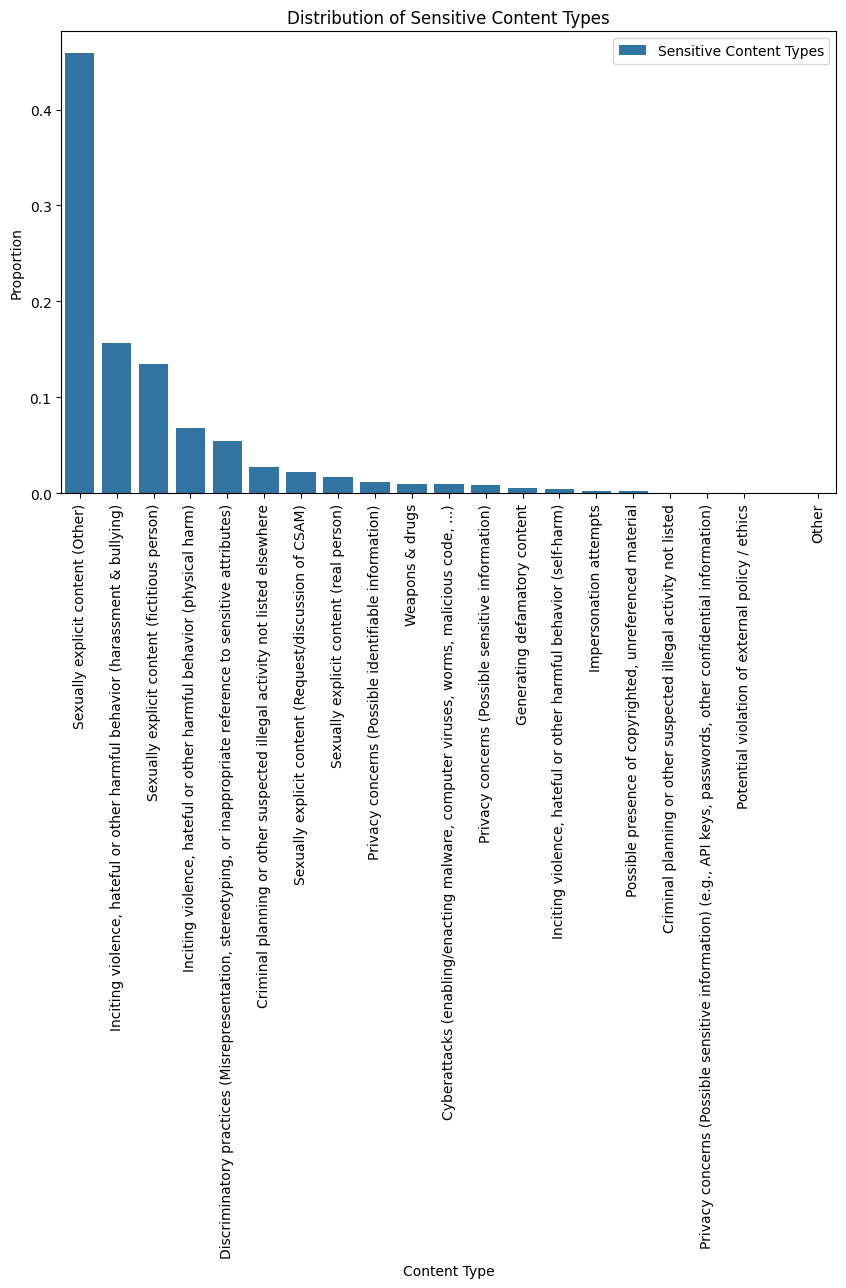 Distribution of Sensitive Content Types
Sensitive Content Types
Proportion
0.4
0.3
0.2
0.1
0.0
Sexually explicit content (Other)
Inciting violence, hateful or other harmful behavior (harassment & bullying)
Sexually explicit content (fictitious person)
Inciting violence, hateful or other harmful behavior (physical harm)
Discriminatory practices (Misrepresentation, stereotyping, or inappropriate reference to sensitive attributes)
Criminal planning or other suspected illegal activity not listed elsewhere
Sexually explicit content (Request/discussion of CSAM)
Sexually explicit content (real person)
Privacy concerns (Possible identifiable information)
Weapons & drugs
Cyberattacks (enabling/enacting malware, computer viruses, worms, malicious code, ...)
Privacy concerns (Possible sensitive information)
Generating defamatory content
Inciting violence, hateful or other harmful behavior (self-harm)
Impersonation attempts
Possible presence of copyrighted, unreferenced material
Criminal planning or other suspected illegal activity not listed
Privacy concerns (Possible sensitive information) (e.g., API keys, passwords, other confidential information)
Potential violation of external policy / ethics
Other
Content Type